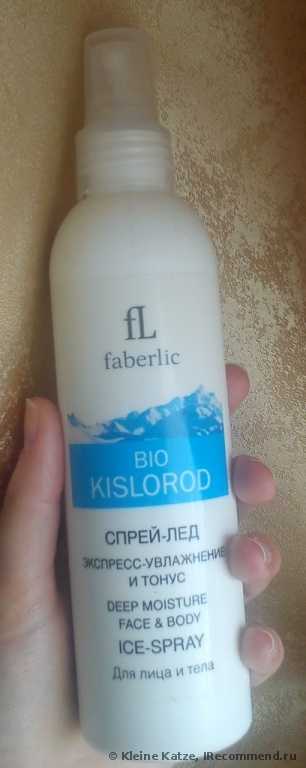 fL
faberlic
BIO
KISLOROD
СПРЕЙ-ЛЕД
ЭКСПРЕСС-УВЛАЖНЕНИЕ
И ТОНУС
DEEP MOISTURE
FACE & BODY
ICE-SPRAY
Для лица и тела
© Kleine Katze, IRecommend.ru